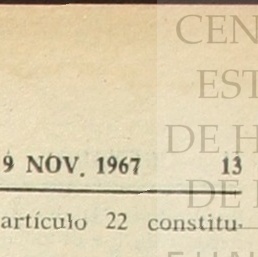 CEN
EST
DE H
9 NOV. 1967 13
DE
artículo 22 constitu-